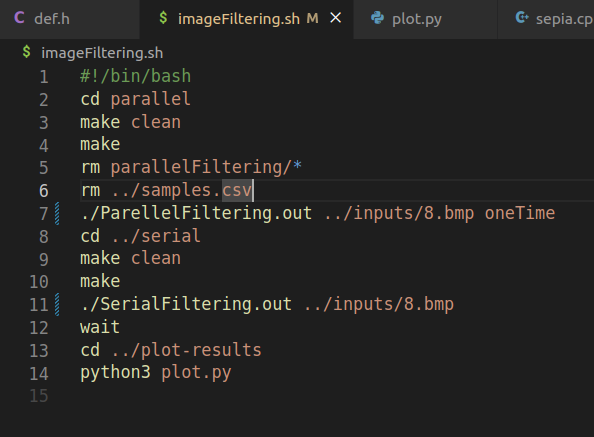 def.h
imageFiltering.sh M
plot.py
sepia.cp
imageFiltering.sh
1 #!/bin/bash
2 cd parallel
3 make clean
4 make
5 rm parallelFiltering/*
6 rm ../samples.csv
7 ./ParellelFiltering.out ../inputs/8.bmp oneTime
8 cd ../serial
9 make clean
10 make
11 ./SerialFiltering.out ../inputs/8.bmp
12 wait
13 cd ../plot-results
14 python3 plot.py
15